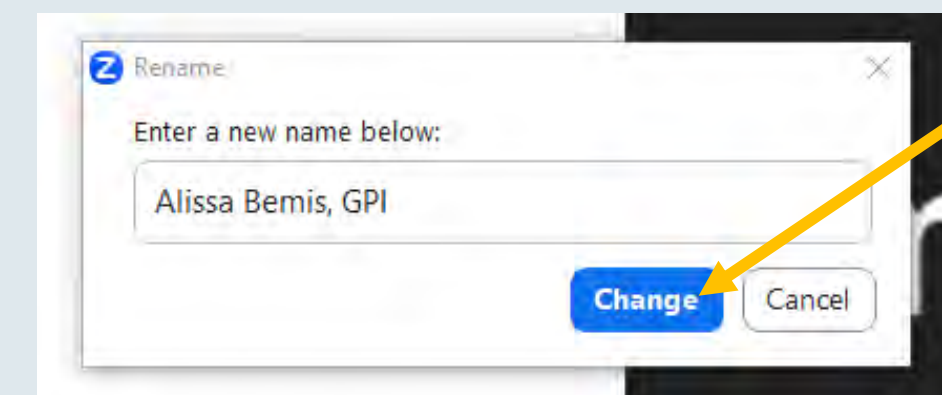 Rename
Enter a new name below:
Alissa Bemis, GPI
Change
Cancel